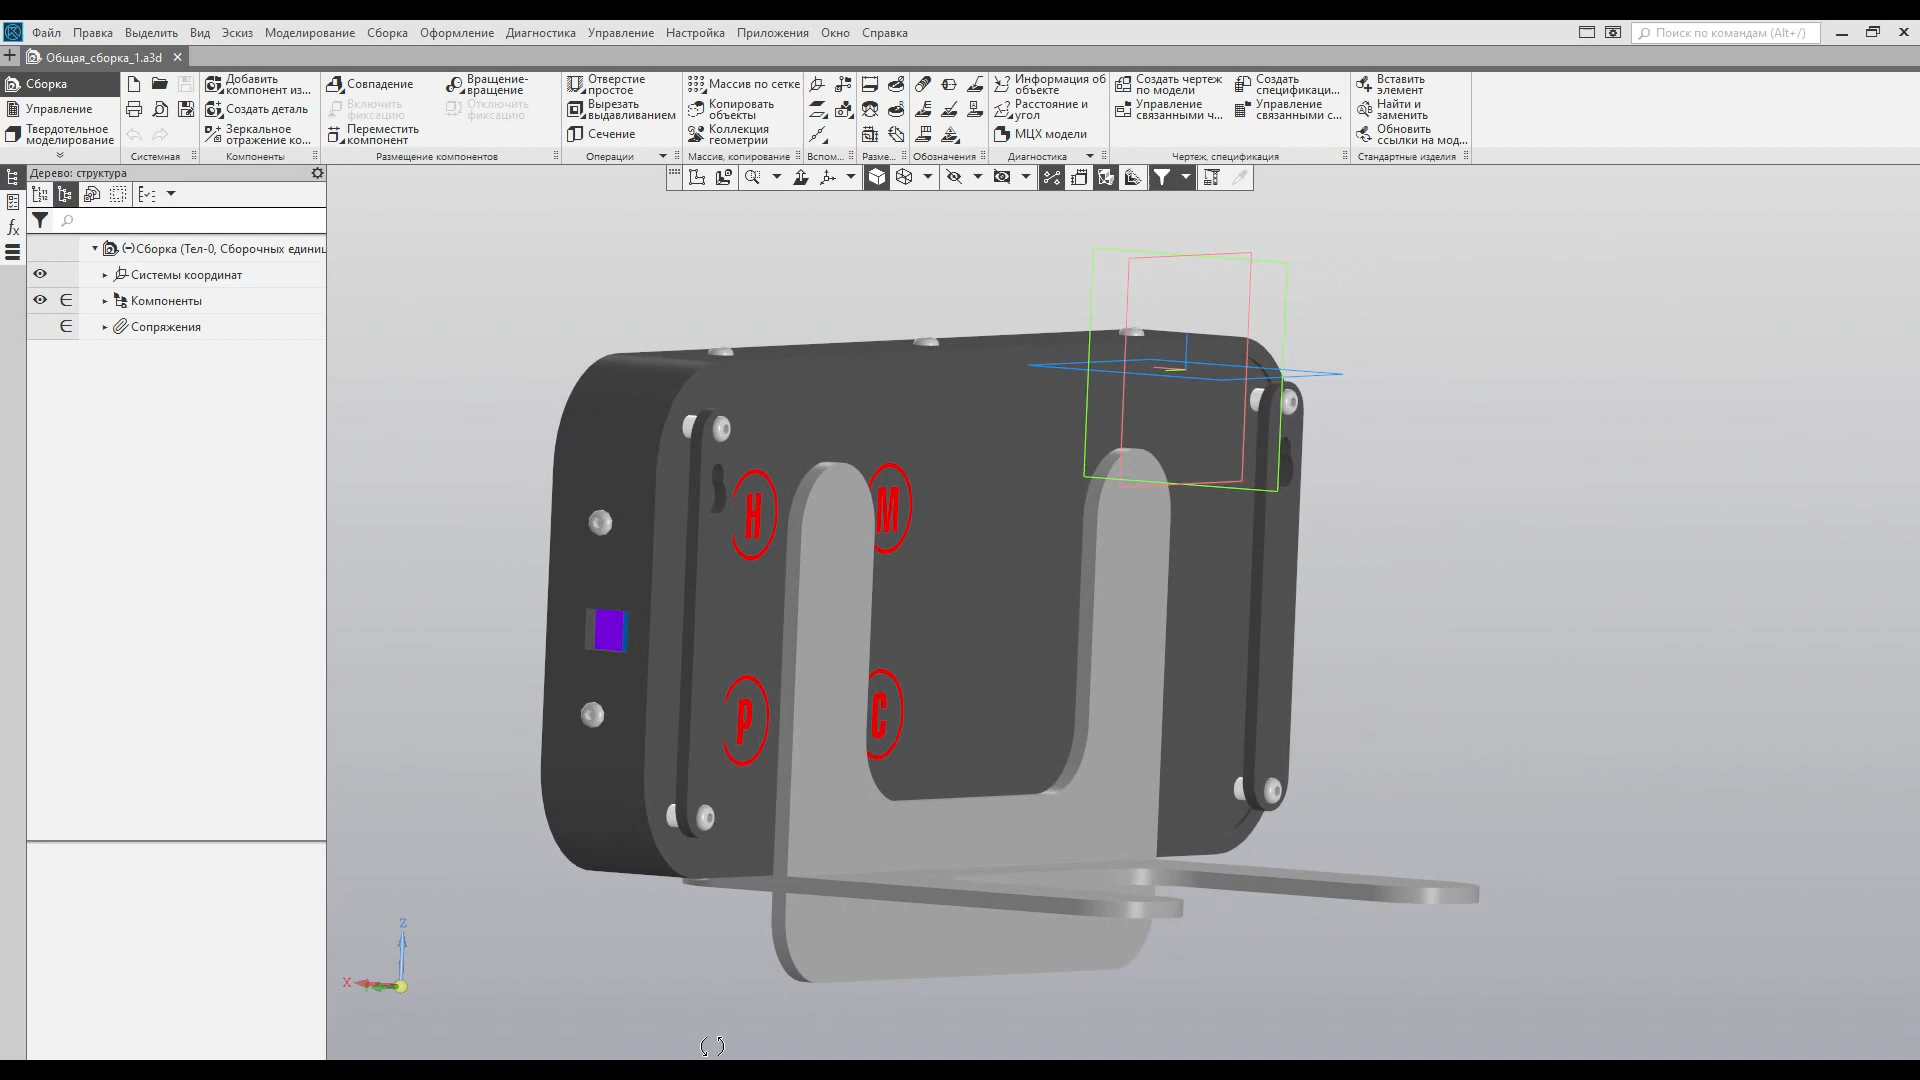 Файл Правка Выделить Вид Эскиз Моделирование Сборка Оформление Диагностика Управление Настройка Приложения Окно Справка
Поиск по командам (Alt+/)
Общая_сборка_1.a3d
Сборка
Управление
Твердотельное
моделирование
Системная
Добавить
компонент из...
Создать деталь
Зеркальное
отражение ко...
Компоненты
Совпадение
Включить
фиксацию
Переместить
компонент
Вращение-
вращение
Отключить
фиксацию
Размещение компонентов
Отверстие
простое
Вырезать
выдавливанием
Сечение
Операции
Массив по сетке
Копировать
объекты
Коллекция
геометрии
Массив, копирование
Вспом...
Разме...
Обозначения
Информация об
объекте
Расстояние и
угол
МЦХ модели
Диагностика
Создать чертеж
по модели
Управление
связанными ч...
Создать
спецификаци...
Управление
связанными с...
Чертеж, спецификация
Вставить
элемент
Найти и
заменить
Обновить
ссылки на мод...
Стандартные изделия
Дерево: структура
(-)Сборка (Тел-0, Сборочных единиц
Системы координат
Компоненты
Сопряжения
H M
P C
Z
X